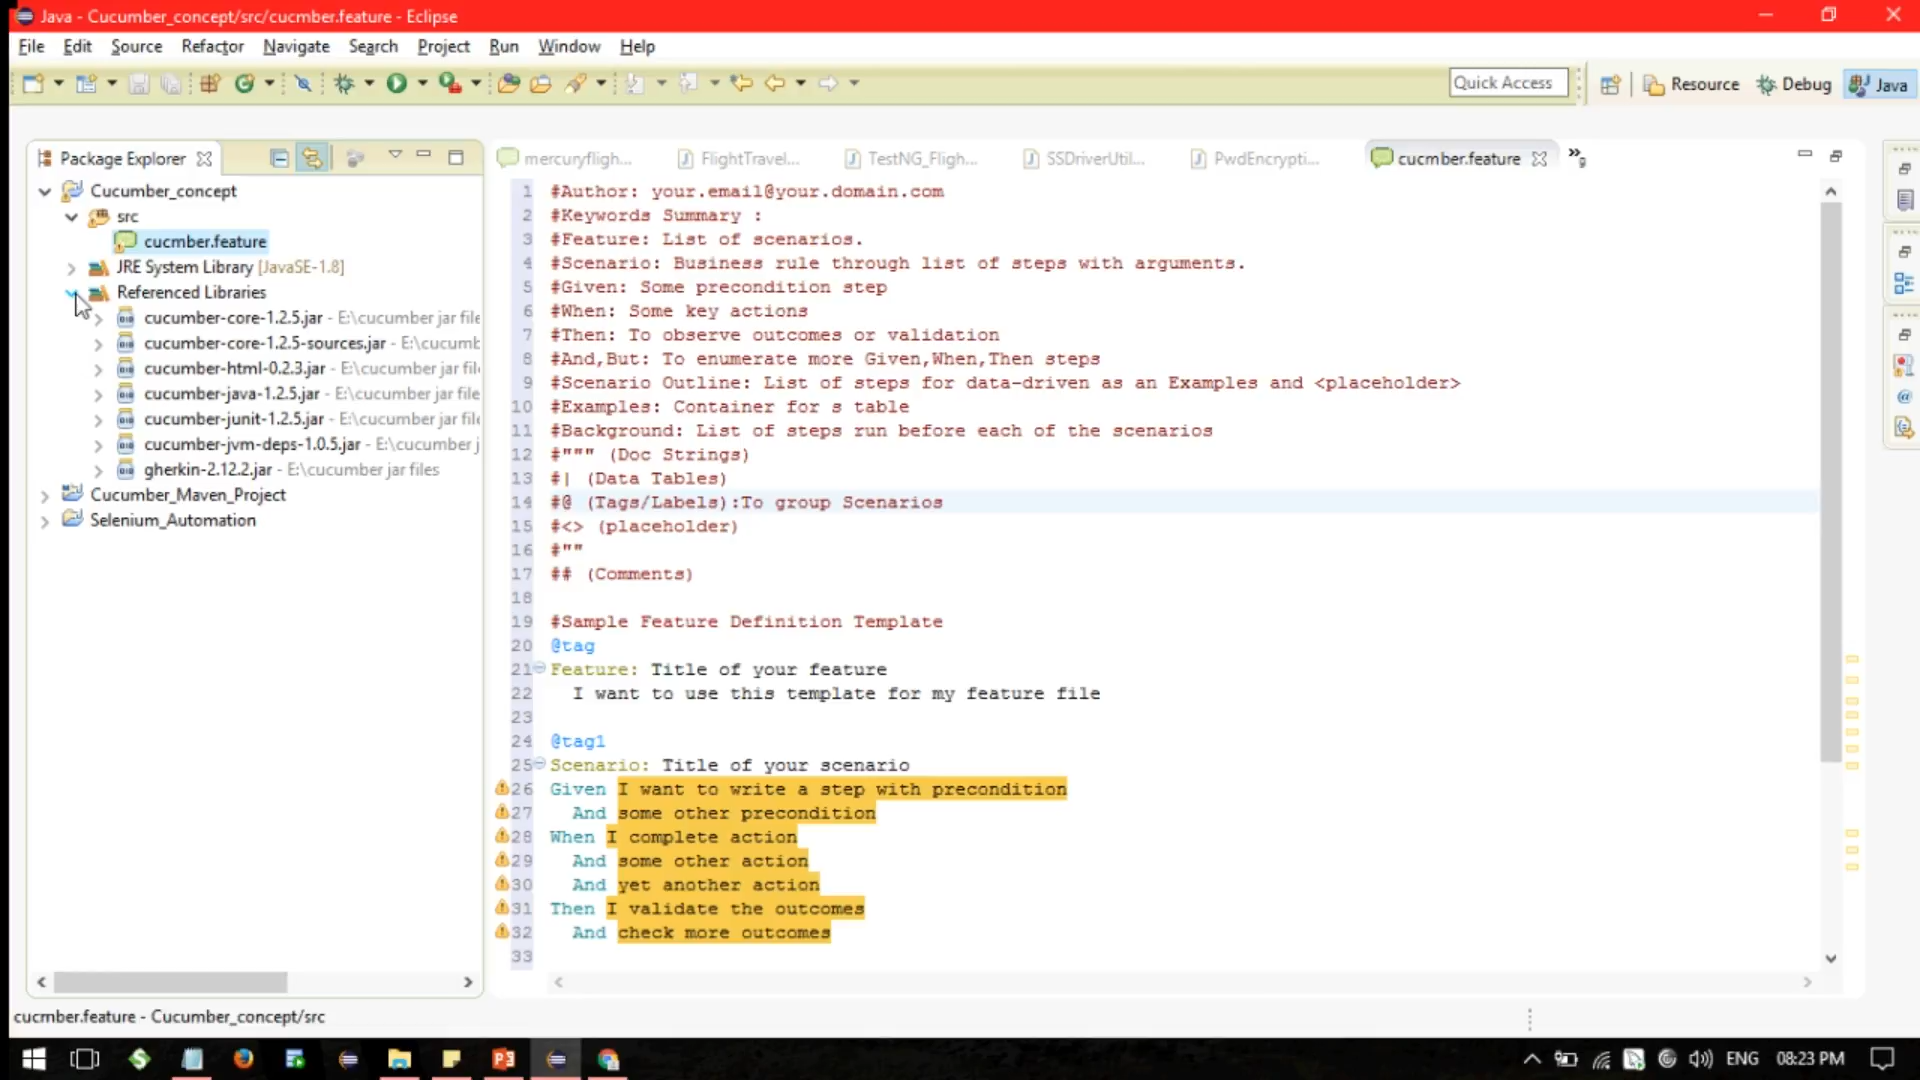 Java - Cucumber_concept/src/cucmber.feature - Eclipse
File Edit Source Refactor Navigate Search Project Run Window Help
Quick Access Resource Debug Java
Package Explorer
mercuryfligh... FlightTravel... TestNG_Fligh... SSDriverUtil... PwdEncrypti... cucmber.feature
Cucumber_concept
src
cucmber.feature
JRE System Library [JavaSE-1.8]
Referenced Libraries
cucumber-core-1.2.5.jar - E:\cucumber jar file
cucumber-core-1.2.5-sources.jar - E:\cucumb
cucumber-html-0.2.3.jar - E:\cucumber jar fil
cucumber-java-1.2.5.jar - E:\cucumber jar file
cucumber-junit-1.2.5.jar - E:\cucumber jar file
cucumber-jvm-deps-1.0.5.jar - E:\cucumber j
gherkin-2.12.2.jar - E:\cucumber jar files
Cucumber_Maven_Project
Selenium_Automation
1 #Author: your.email@your.domain.com
2 #Keywords Summary :
3 #Feature: List of scenarios.
4 #Scenario: Business rule through list of steps with arguments.
5 #Given: Some precondition step
6 #When: Some key actions
7 #Then: To observe outcomes or validation
8 #And,But: To enumerate more Given,When,Then steps
9 #Scenario Outline: List of steps for data-driven as an Examples and <placeholder>
10 #Examples: Container for s table
11 #Background: List of steps run before each of the scenarios
12 #""" (Doc Strings)
13 #| (Data Tables)
14 #@ (Tags/Labels):To group Scenarios
15 #<> (placeholder)
16 #""
17 ## (Comments)
18
19 #Sample Feature Definition Template
20 @tag
21 Feature: Title of your feature
22 I want to use this template for my feature file
23
24 @tag1
25 Scenario: Title of your scenario
26 Given I want to write a step with precondition
27 And some other precondition
28 When I complete action
29 And some other action
30 And yet another action
31 Then I validate the outcomes
32 And check more outcomes
33
cucmber.feature - Cucumber_concept/src
ENG 08:23 PM